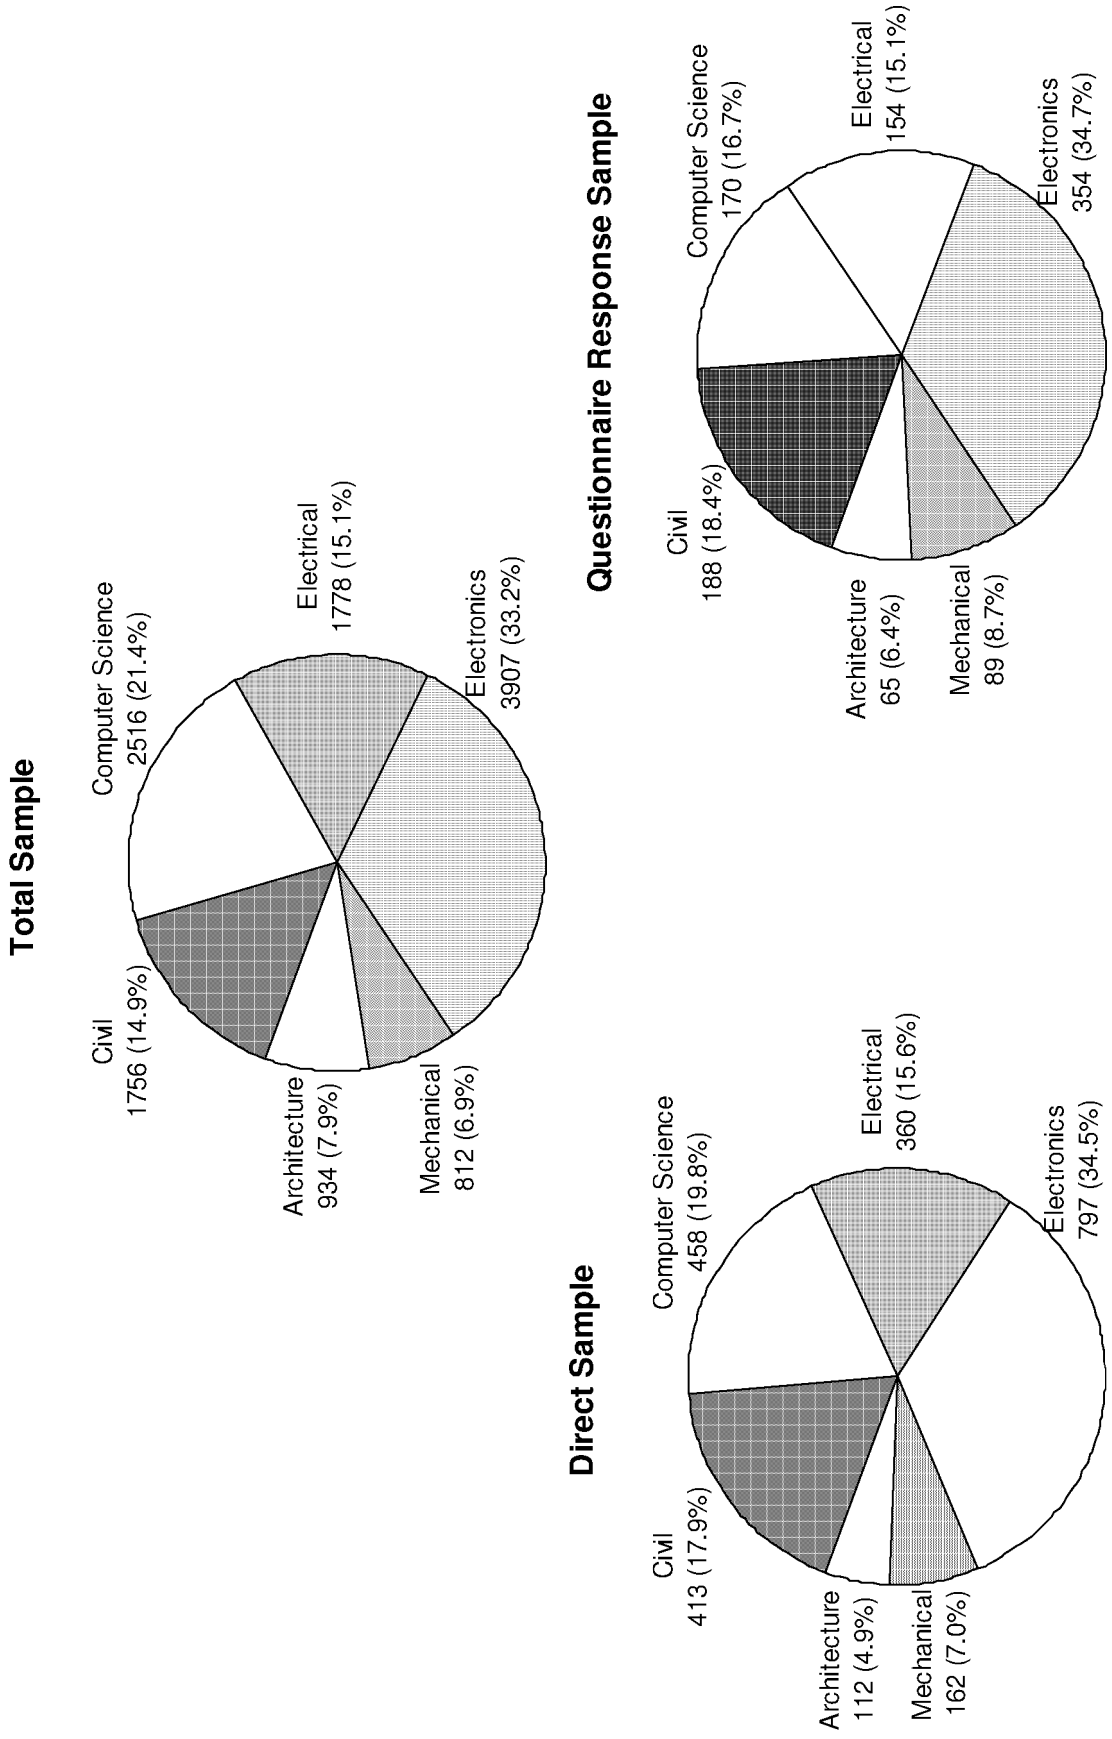 Total Sample
Computer Science
2516 (21.4%)
Electrical
1778 (15.1%)
Electronics
3907 (33.2%)
Mechanical
812 (6.9%)
Architecture
934 (7.9%)
Civil
1756 (14.9%)
Direct Sample
Computer Science
458 (19.8%)
Electrical
360 (15.6%)
Electronics
797 (34.5%)
Mechanical
162 (7.0%)
Architecture
112 (4.9%)
Civil
413 (17.9%)
Questionnaire Response Sample
Computer Science
170 (16.7%)
Electrical
154 (15.1%)
Electronics
354 (34.7%)
Mechanical
89 (8.7%)
Architecture
65 (6.4%)
Civil
188 (18.4%)